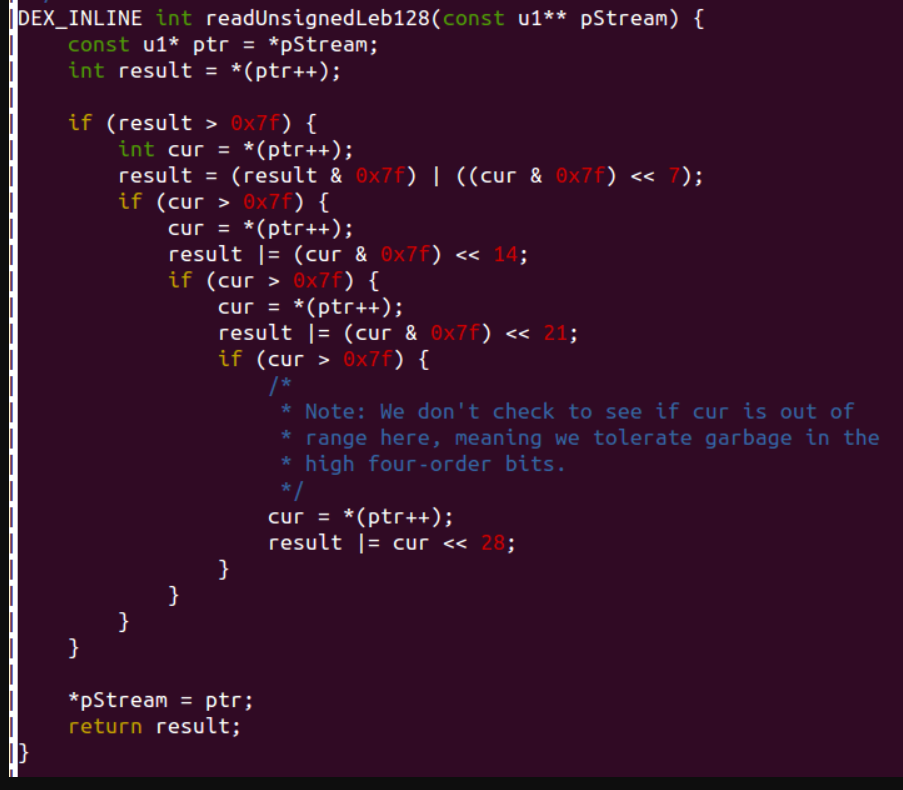 DEX_INLINE int readUnsignedLeb128(const u1** pStream) {
    const u1* ptr = *pStream;
    int result = *(ptr++);

    if (result > 0x7f) {
        int cur = *(ptr++);
        result = (result & 0x7f) | ((cur & 0x7f) << 7);
        if (cur > 0x7f) {
            cur = *(ptr++);
            result |= (cur & 0x7f) << 14;
            if (cur > 0x7f) {
                cur = *(ptr++);
                result |= (cur & 0x7f) << 21;
                if (cur > 0x7f) {
                    /*
                     * Note: We don't check to see if cur is out of
                     * range here, meaning we tolerate garbage in the
                     * high four-order bits.
                     */
                    cur = *(ptr++);
                    result |= cur << 28;
                }
            }
        }
    }

    *pStream = ptr;
    return result;
}